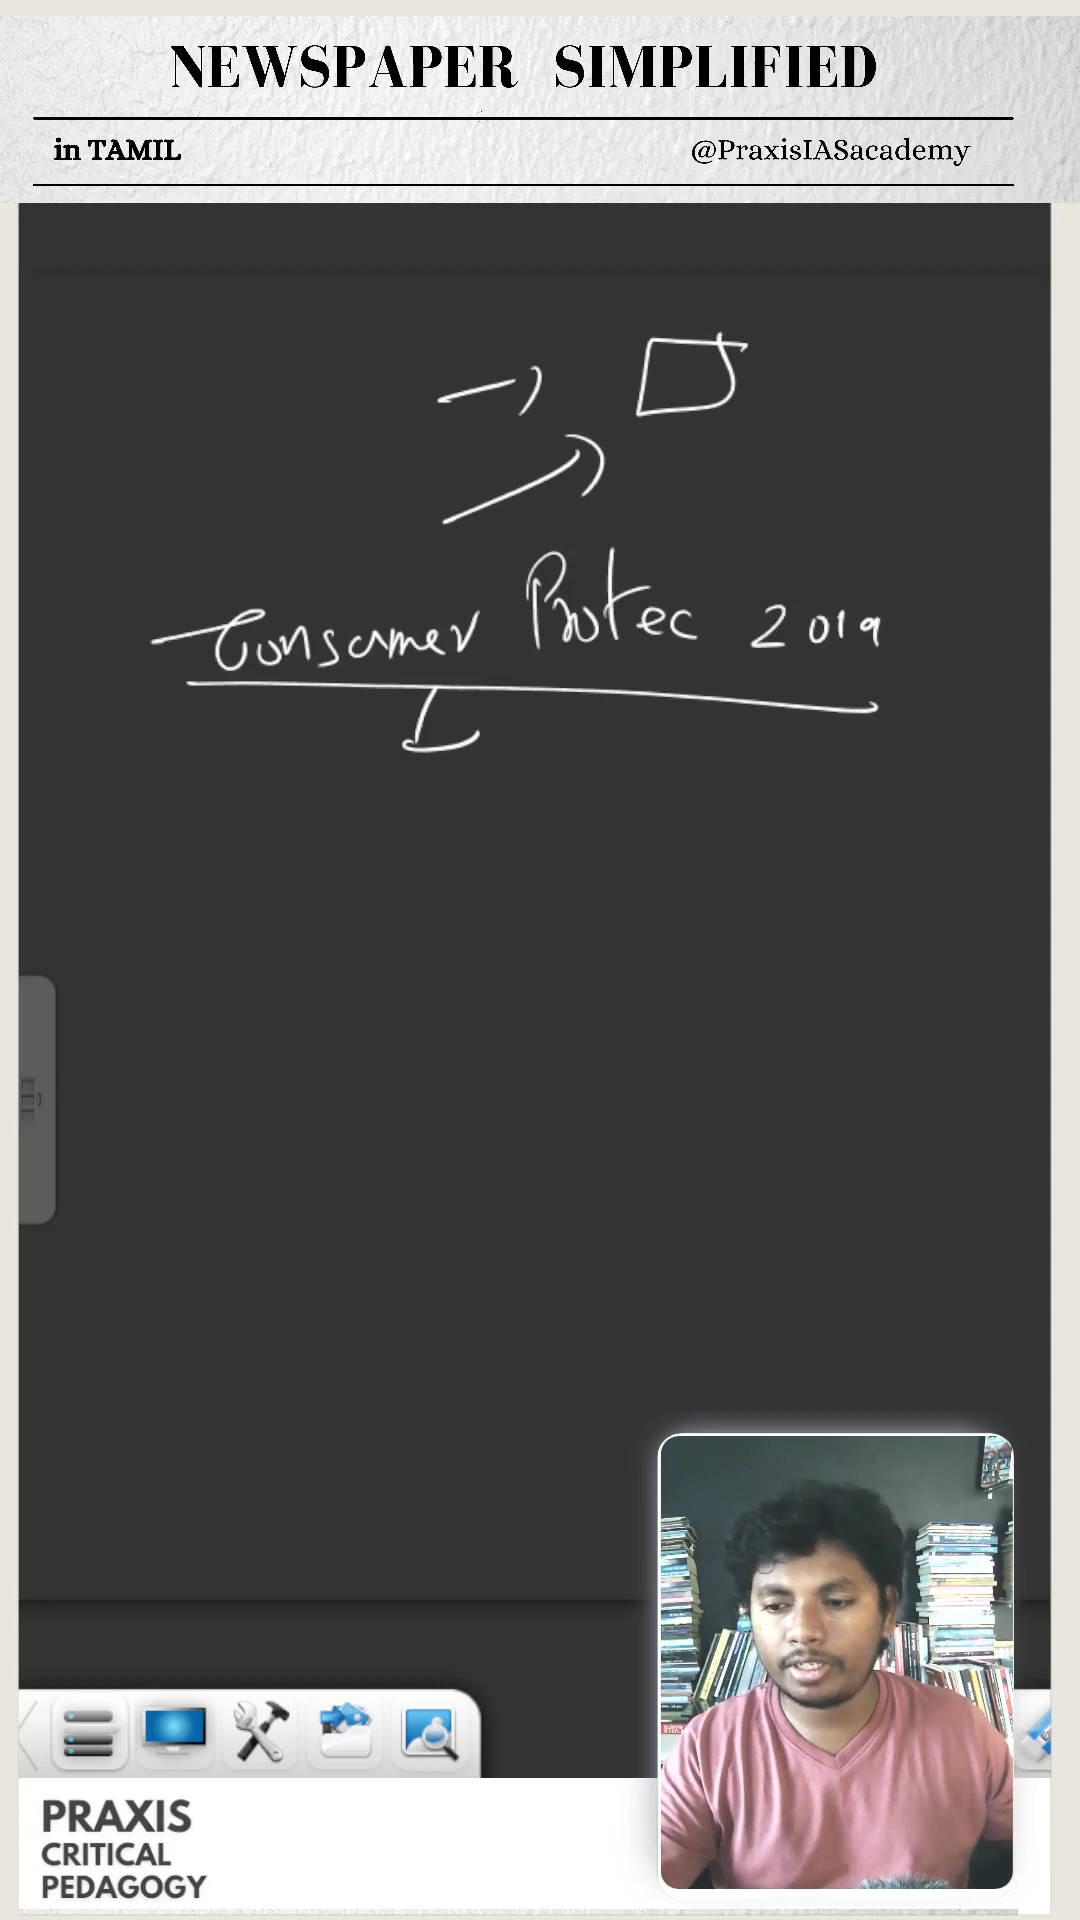 NEWSPAPER SIMPLIFIED
in TAMIL
@PraxisIASacademy
Consumer Protec 2019
PRAXIS
CRITICAL
PEDAGOGY